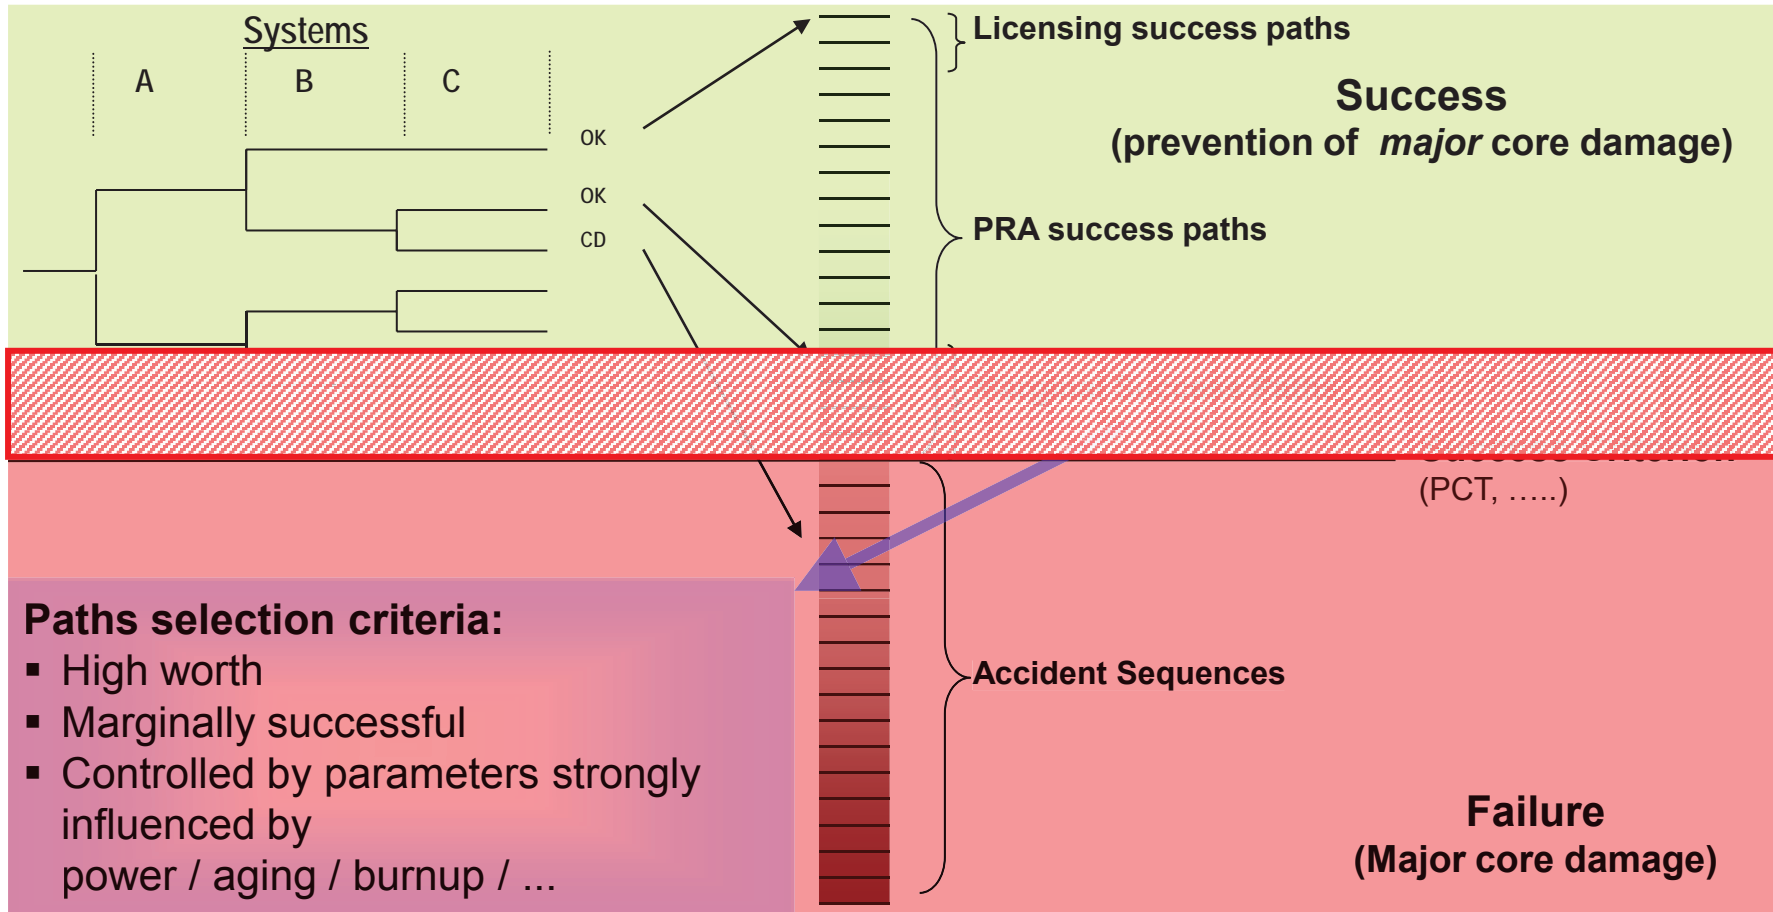 Systems
A B C
OK
OK
CD
Licensing success paths
Success
(prevention of major core damage)
PRA success paths
(PCT, .....)
Accident Sequences
Paths selection criteria:
▪ High worth
▪ Marginally successful
▪ Controlled by parameters strongly
influenced by
power / aging / burnup / ...
Failure
(Major core damage)